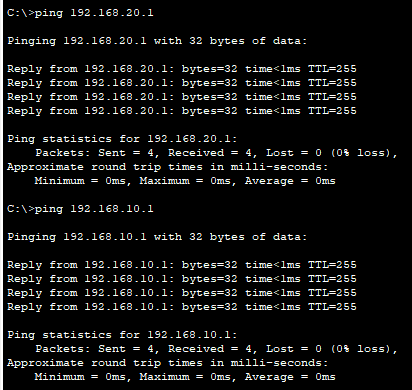 C:\>ping 192.168.20.1
Pinging 192.168.20.1 with 32 bytes of data:
Reply from 192.168.20.1: bytes=32 time<1ms TTL=255
Reply from 192.168.20.1: bytes=32 time<1ms TTL=255
Reply from 192.168.20.1: bytes=32 time<1ms TTL=255
Reply from 192.168.20.1: bytes=32 time<1ms TTL=255
Ping statistics for 192.168.20.1:
    Packets: Sent = 4, Received = 4, Lost = 0 (0% loss),
Approximate round trip times in milli-seconds:
    Minimum = 0ms, Maximum = 0ms, Average = 0ms
C:\>ping 192.168.10.1
Pinging 192.168.10.1 with 32 bytes of data:
Reply from 192.168.10.1: bytes=32 time<1ms TTL=255
Reply from 192.168.10.1: bytes=32 time<1ms TTL=255
Reply from 192.168.10.1: bytes=32 time<1ms TTL=255
Reply from 192.168.10.1: bytes=32 time<1ms TTL=255
Ping statistics for 192.168.10.1:
    Packets: Sent = 4, Received = 4, Lost = 0 (0% loss),
Approximate round trip times in milli-seconds:
    Minimum = 0ms, Maximum = 0ms, Average = 0ms